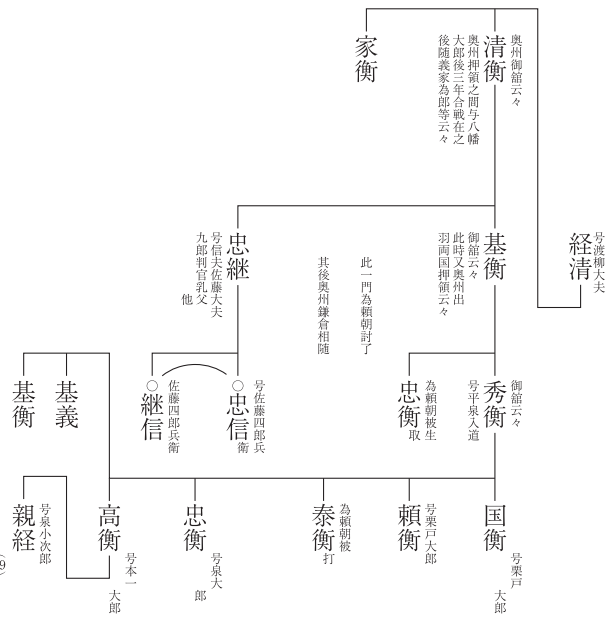 経清
号渡柳大夫
清衡
奥州御舘云々
奥州押領之間与八幡
大郎後三年合戦在之
後随義家為郎等云々
家衡
基衡
御舘云々
此時又奥州出
羽両国押領云々
此一門為頼朝討了
其後奥州鎌倉相随
忠継
号信夫佐藤大夫
九郎判官乳父
他
秀衡
御舘云々
号平泉入道
忠衡
為頼朝被生
取
○忠信
号佐藤四郎兵
衛
○継信
佐藤四郎兵衛
国衡
号栗戸
大郎
頼衡
号栗戸大郎
泰衡
為頼朝被
打
忠衡
号泉大
郎
高衡
号本一
大郎
基義
基衡
親経
号泉小次郎